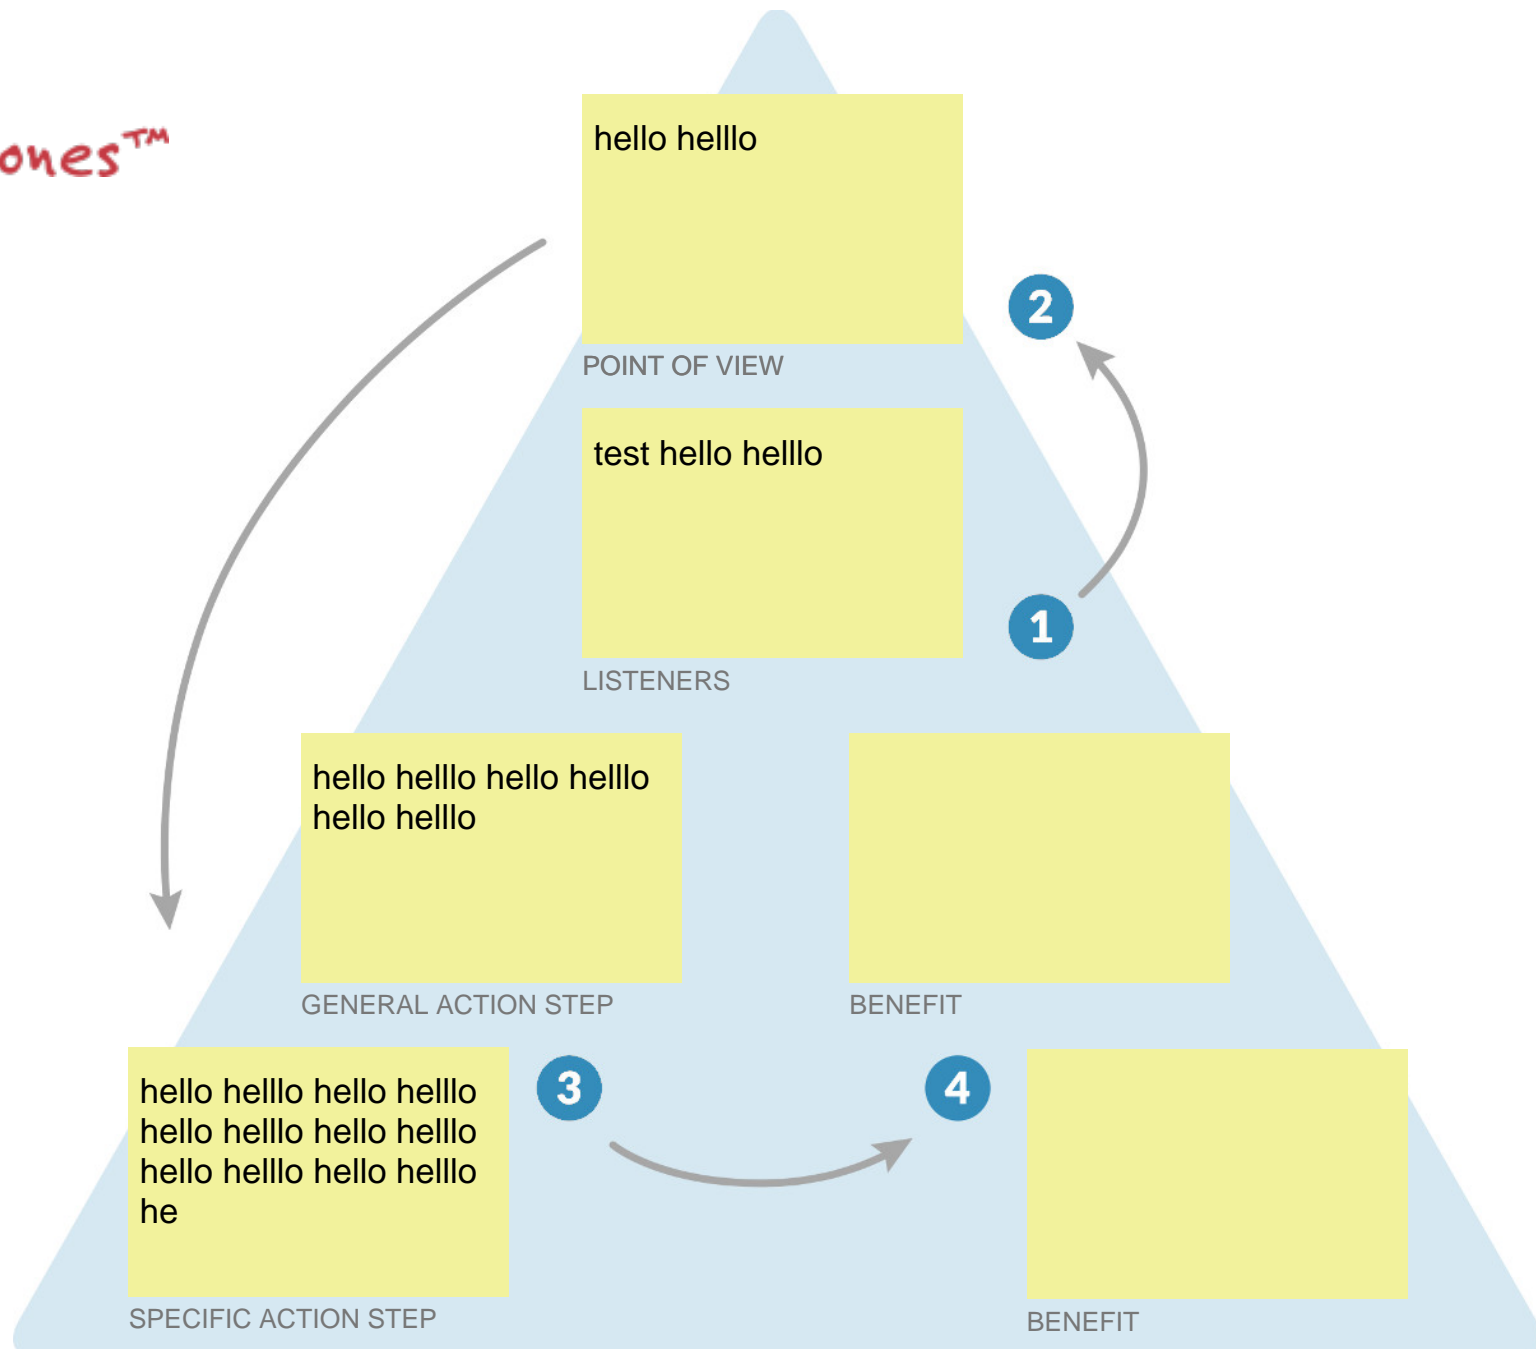 hello helllo
2
POINT OF VIEW
test hello helllo
1
LISTENERS
hello helllo hello helllo
hello helllo
GENERAL ACTION STEP
BENEFIT
hello helllo hello helllo
hello helllo hello helllo
hello helllo hello helllo
he
3
4
SPECIFIC ACTION STEP
BENEFIT